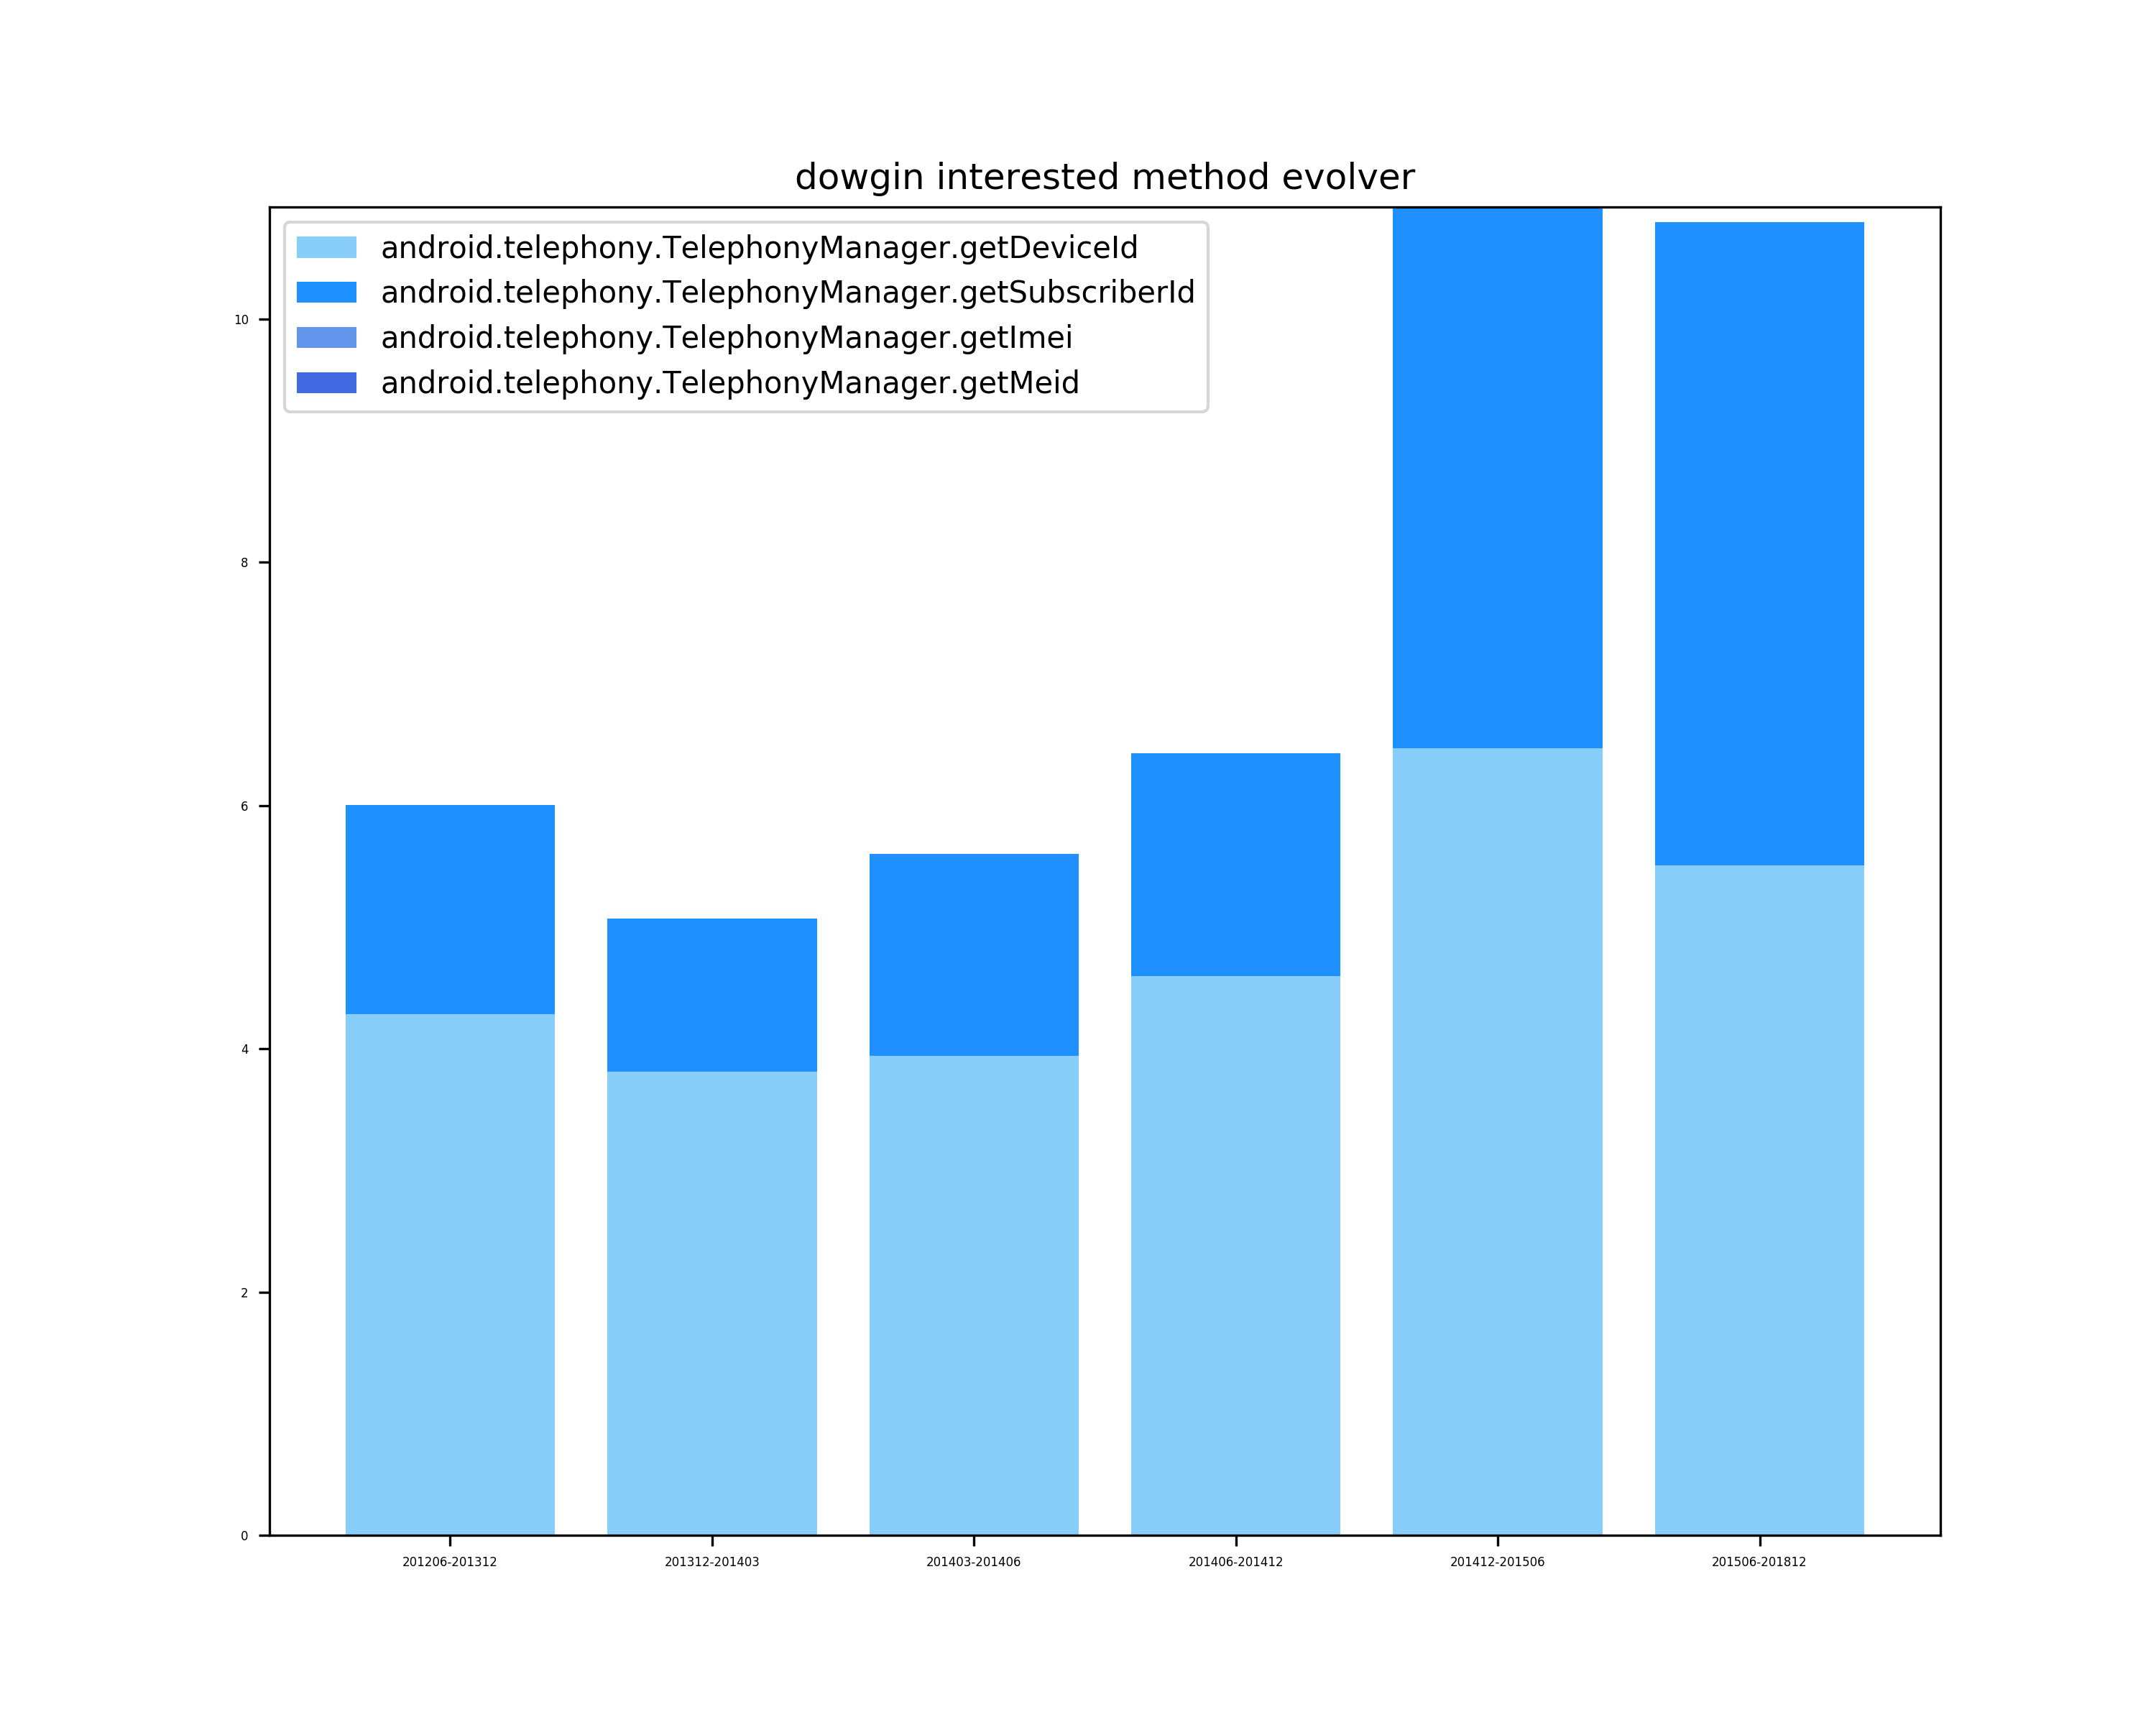 dowgin interested method evolver
android.telephony.TelephonyManager.getDeviceId
android.telephony.TelephonyManager.getSubscriberId
android.telephony.TelephonyManager.getImei
android.telephony.TelephonyManager.getMeid
10
8
6
4
2
0
201206-201312 201312-201403 201403-201406 201406-201412 201412-201506 201506-201812